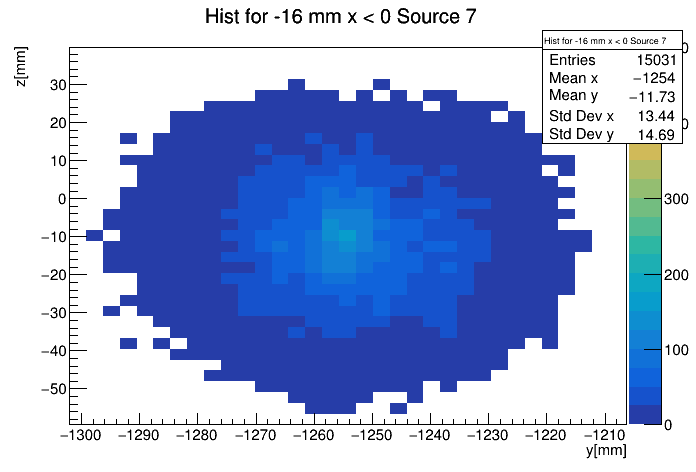 Hist for -16 mm x < 0 Source 7
z[mm]
Hist for -16 mm x < 0 Source 7
Entries 15031
Mean x −1254
Mean y −11.73
Std Dev x 13.44
Std Dev y 14.69
30
20
10
0
−10
−20
−30
−40
−50
−1300 −1290 −1280 −1270 −1260 −1250 −1240 −1230 −1220 −1210
y[mm]
300
200
100
0